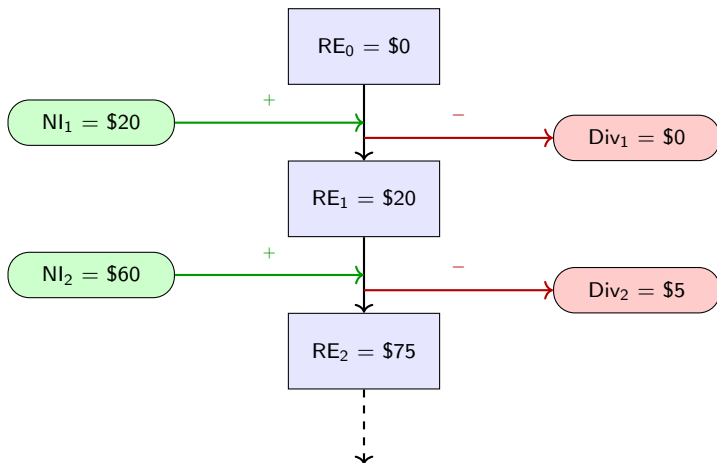 RE₀ = $0
NI₁ = $20
+
−
Div₁ = $0
RE₁ = $20
NI₂ = $60
+
−
Div₂ = $5
RE₂ = $75